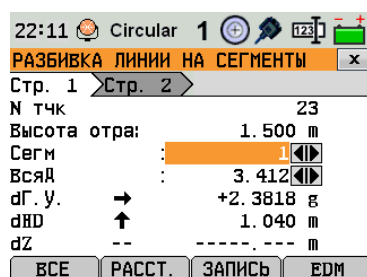 22:11 Circular 1 123 I
РАЗБИВКА ЛИНИИ НА СЕГМЕНТЫ x
Стр. 1 Стр. 2
N тчк 23
Высота отра: 1.500 m
Сегм : 1
ВсяД : 3.412
dГ.У. → +2.3818 g
dHD ↑ 1.040 m
dZ -- -----.--- m
ВСЕ РАССТ. ЗАПИСЬ EDM